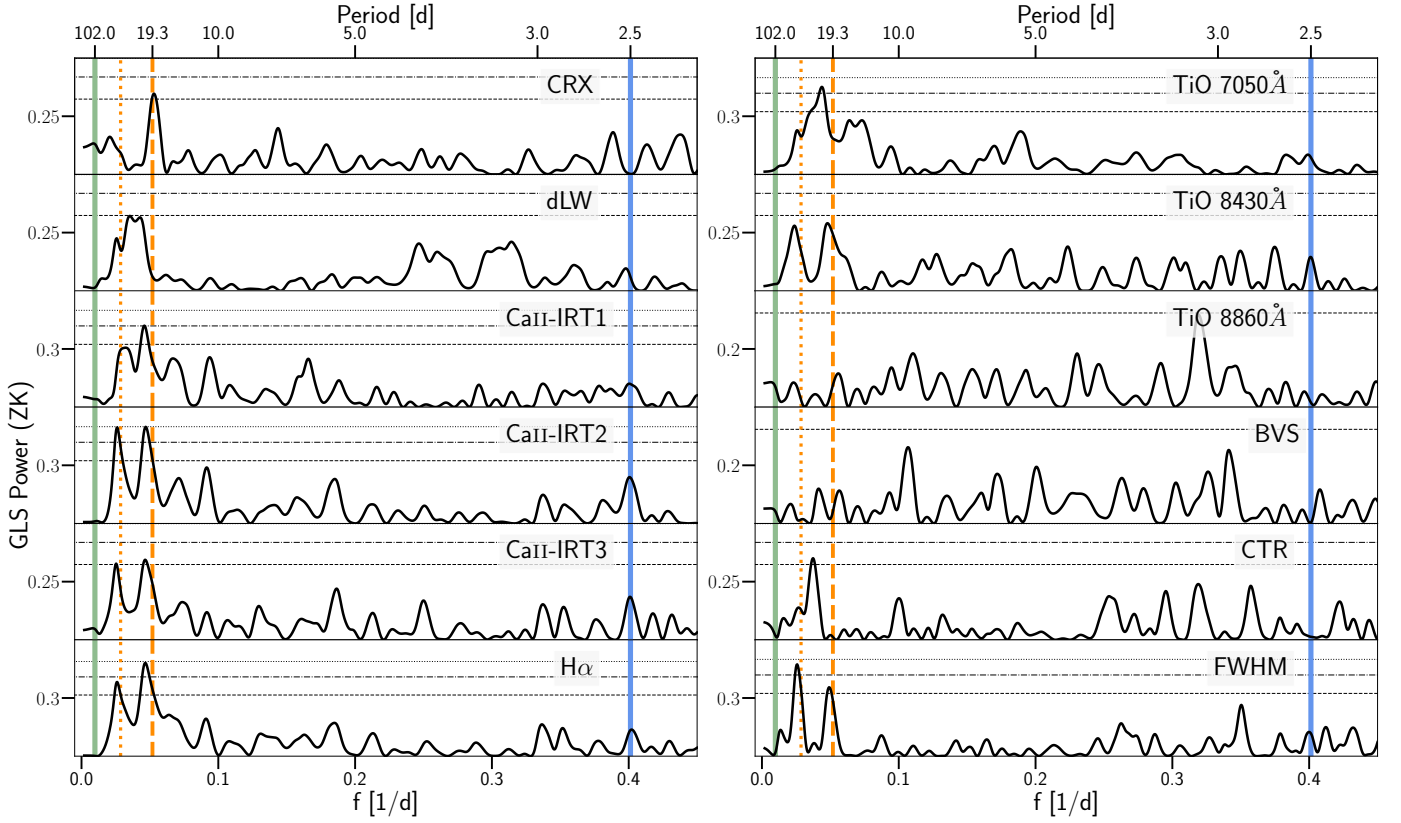 Period [d] Period [d]
102.0 19.3 10.0 5.0 3.0 2.5 102.0 19.3 10.0 5.0 3.0 2.5
CRX TiO 7050Å
0.25 0.3
dLW TiO 8430Å
0.25 0.25
CaII-IRT1 TiO 8860Å
0.3 0.2
GLS Power (ZK)
CaII-IRT2 BVS
0.3 0.2
CaII-IRT3 CTR
0.25 0.25
Hα FWHM
0.3 0.3
0.0 0.1 0.2 0.3 0.4 0.0 0.1 0.2 0.3 0.4
f [1/d] f [1/d]